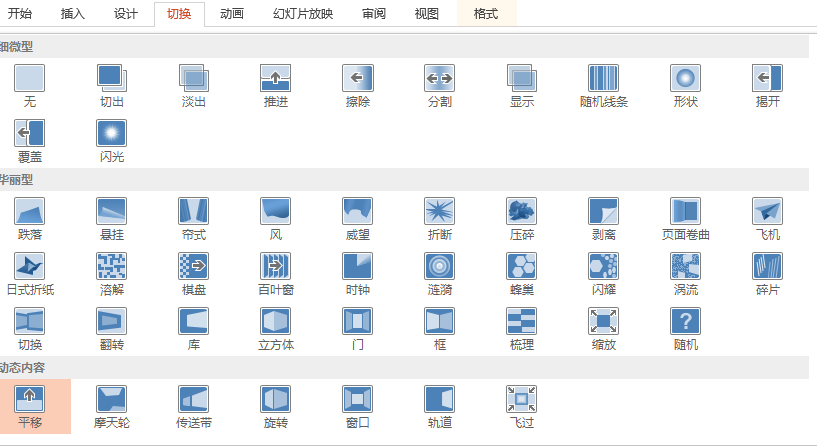 开始 插入 设计 切换 动画 幻灯片放映 审阅 视图 格式
细微型
无 切出 淡出 推进 擦除 分割 显示 随机线条 形状 揭开
覆盖 闪光
华丽型
跌落 悬挂 帘式 风 威望 折断 压碎 剥离 页面卷曲 飞机
日式折纸 溶解 棋盘 百叶窗 时钟 涟漪 蜂巢 闪耀 涡流 碎片
切换 翻转 库 立方体 门 框 梳理 缩放 随机
?
动态内容
平移 摩天轮 传送带 旋转 窗口 轨道 飞过